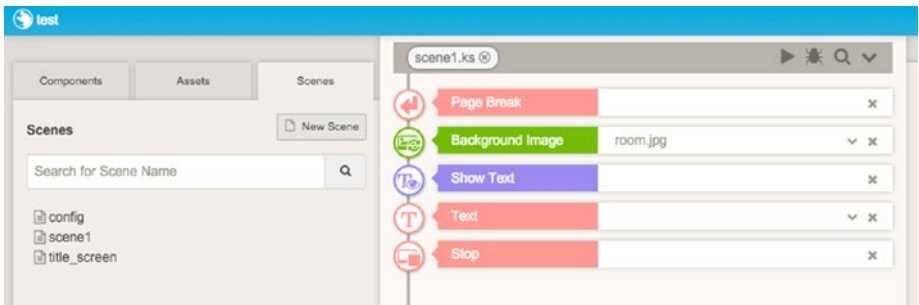 test
Components Assets Scenes
Scenes
New Scene
Search for Scene Name
config
scene1
title_screen
scene1.ks
Page Break
Background Image room.jpg
Show Text
T Text
Stop